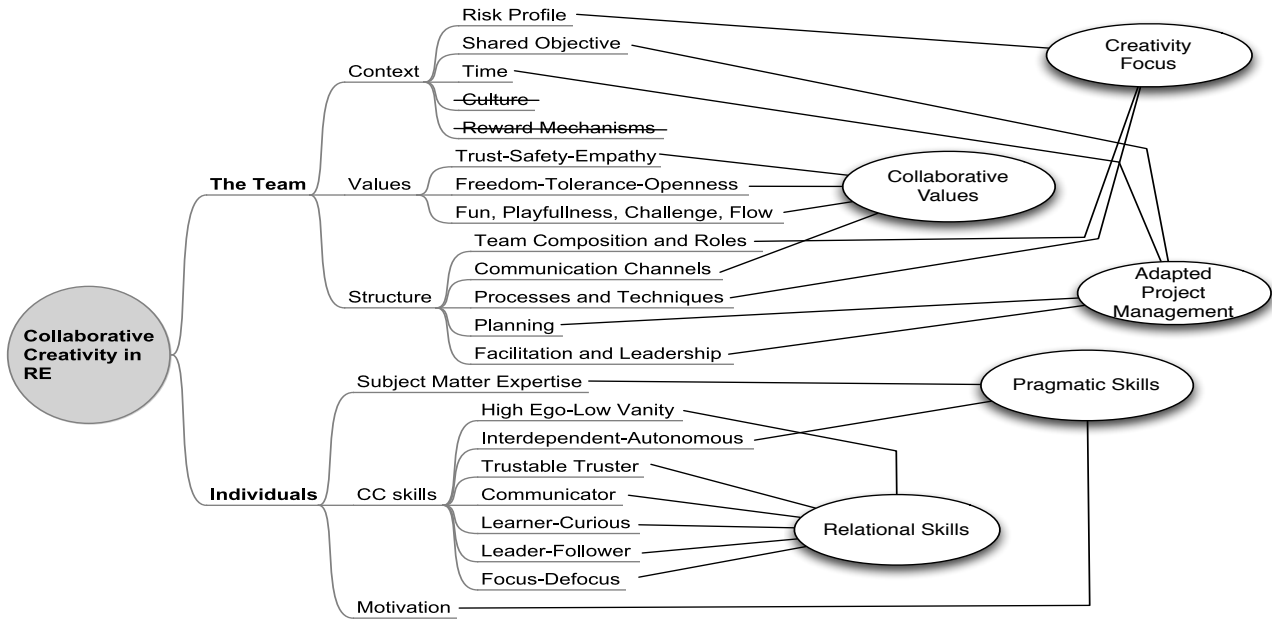 Risk Profile
Shared Objective
Context
Time
Culture
Reward Mechanisms
Creativity
Focus
Trust-Safety-Empathy
The Team
Values
Freedom-Tolerance-Openness
Fun, Playfullness, Challenge, Flow
Collaborative
Values
Team Composition and Roles
Communication Channels
Structure
Processes and Techniques
Planning
Facilitation and Leadership
Adapted
Project
Management
Collaborative
Creativity in
RE
Subject Matter Expertise
Pragmatic Skills
High Ego-Low Vanity
Interdependent-Autonomous
Trustable Truster
Individuals
CC skills
Communicator
Learner-Curious
Leader-Follower
Focus-Defocus
Relational Skills
Motivation